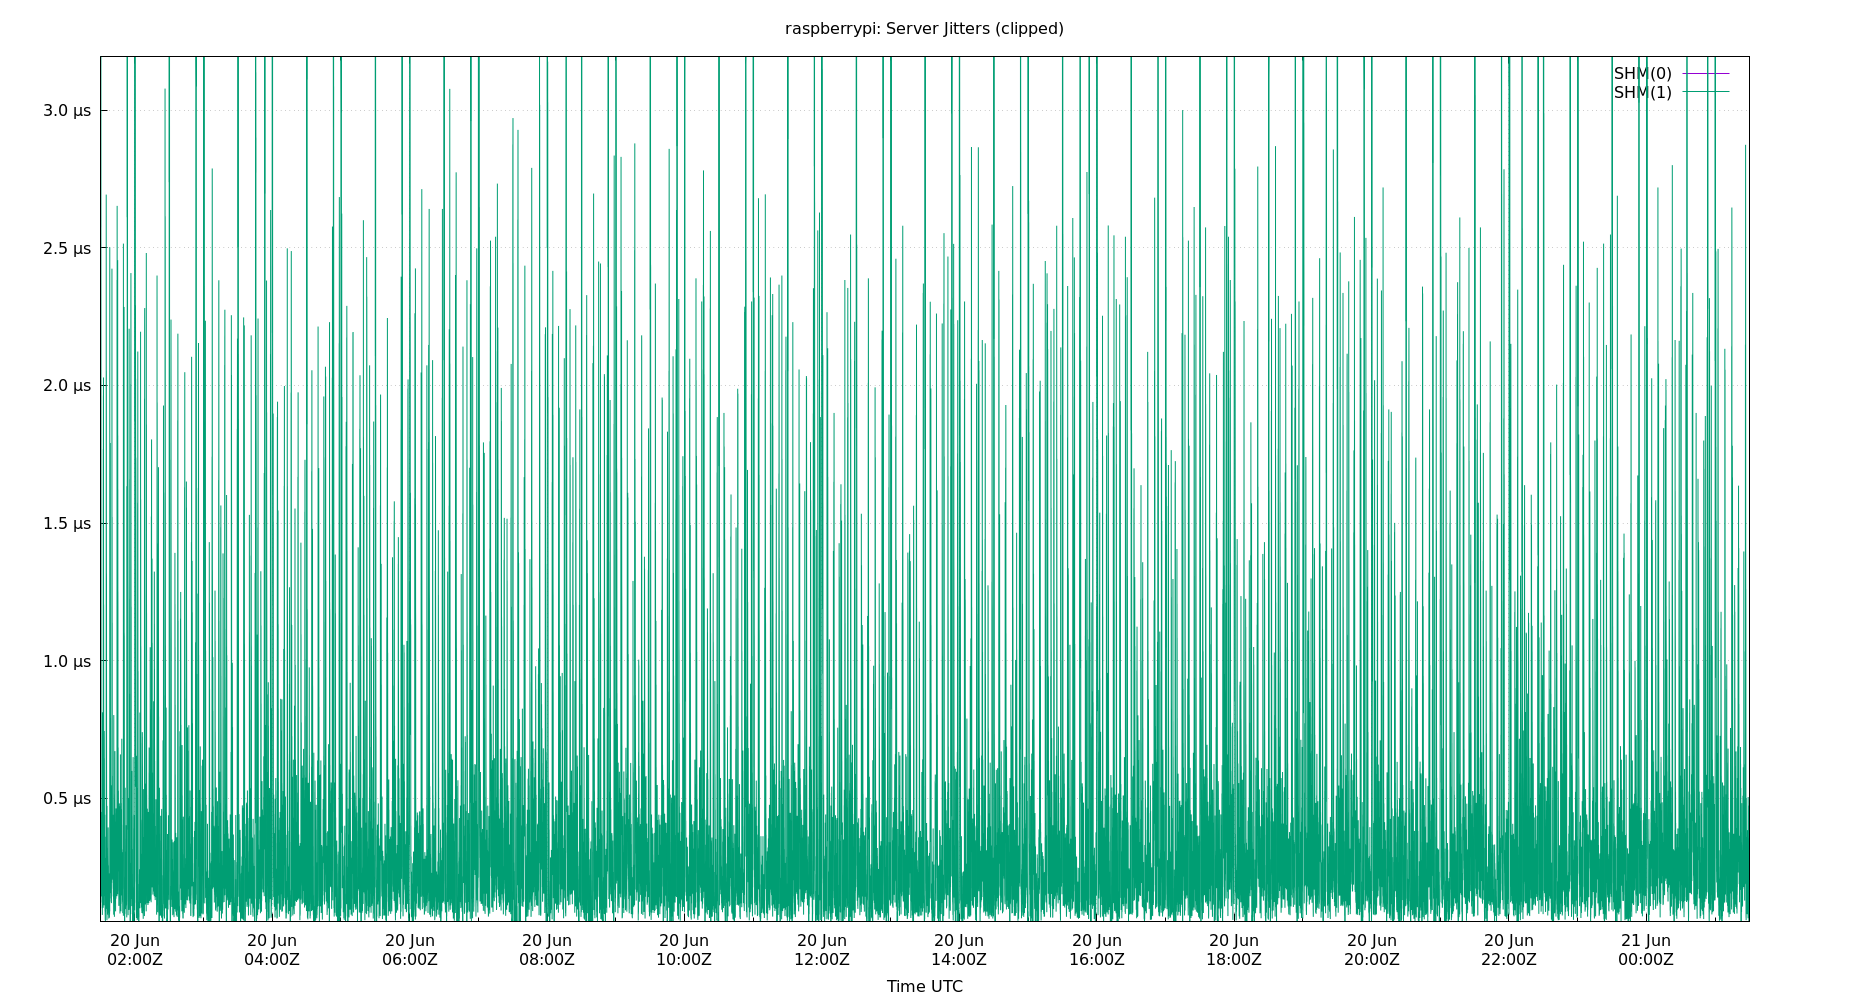 raspberrypi: Server Jitters (clipped)
SHM(0)
SHM(1)
3.0 µs
2.5 µs
2.0 µs
1.5 µs
1.0 µs
0.5 µs
20 Jun 20 Jun 20 Jun 20 Jun 20 Jun 20 Jun 20 Jun 20 Jun 20 Jun 20 Jun 20 Jun 21 Jun
02:00Z 04:00Z 06:00Z 08:00Z 10:00Z 12:00Z 14:00Z 16:00Z 18:00Z 20:00Z 22:00Z 00:00Z
Time UTC